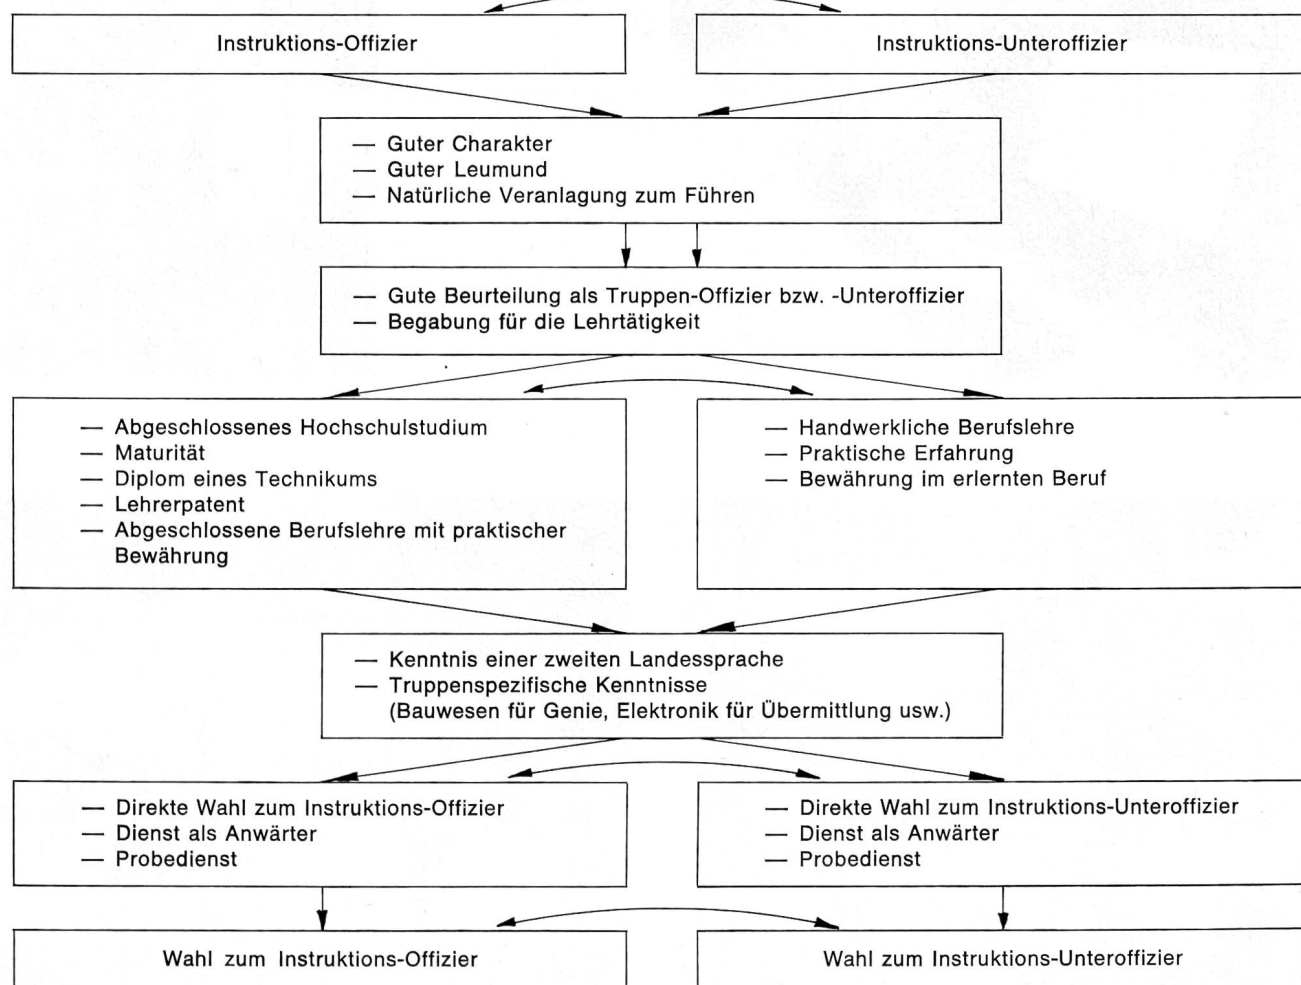 Instruktions-Offizier
Instruktions-Unteroffizier
— Guter Charakter
— Guter Leumund
— Natürliche Veranlagung zum Führen
— Gute Beurteilung als Truppen-Offizier bzw. -Unteroffizier
— Begabung für die Lehrtätigkeit
— Abgeschlossenes Hochschulstudium
— Maturität
— Diplom eines Technikums
— Lehrerpatent
— Abgeschlossene Berufslehre mit praktischer
Bewährung
— Handwerkliche Berufslehre
— Praktische Erfahrung
— Bewährung im erlernten Beruf
— Kenntnis einer zweiten Landessprache
— Truppenspezifische Kenntnisse
(Bauwesen für Genie, Elektronik für Übermittlung usw.)
— Direkte Wahl zum Instruktions-Offizier
— Dienst als Anwärter
— Probedienst
— Direkte Wahl zum Instruktions-Unteroffizier
— Dienst als Anwärter
— Probedienst
Wahl zum Instruktions-Offizier
Wahl zum Instruktions-Unteroffizier